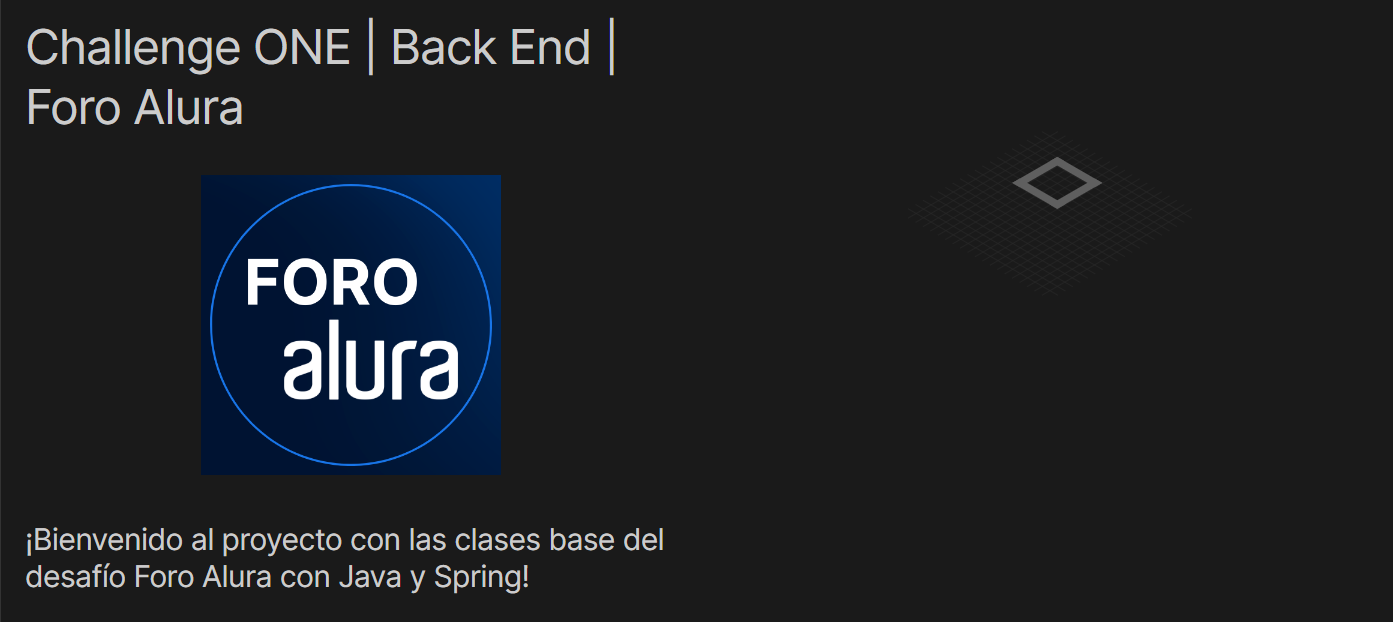 Challenge ONE | Back End |
Foro Alura
FORO
alura
¡Bienvenido al proyecto con las clases base del
desafío Foro Alura con Java y Spring!